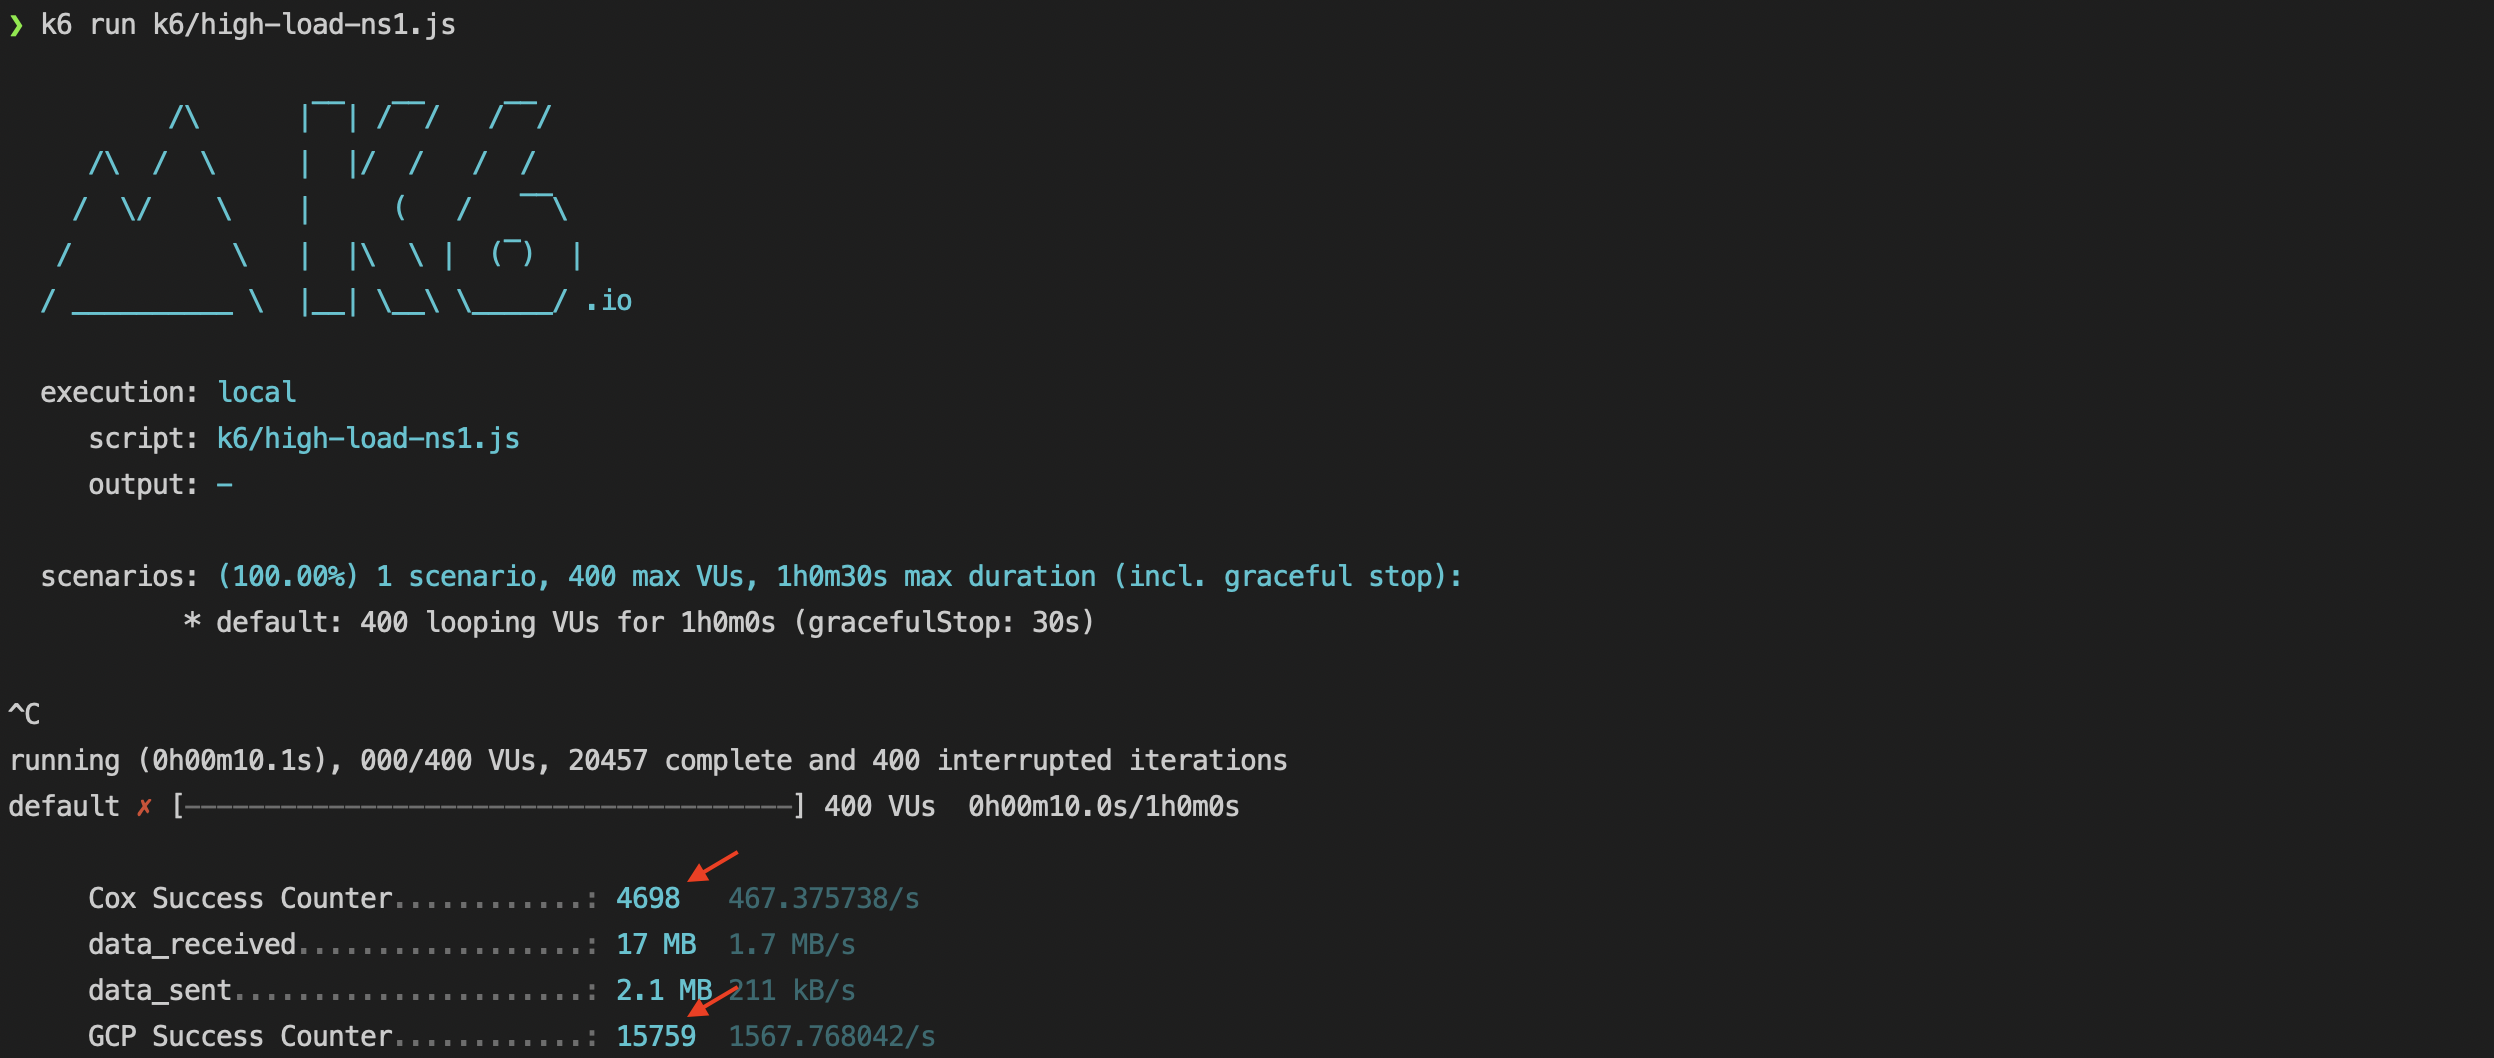 ❯ k6 run k6/high-load-ns1.js
.io
execution: local
script: k6/high-load-ns1.js
output: -
scenarios: (100.00%) 1 scenario, 400 max VUs, 1h0m30s max duration (incl. graceful stop):
* default: 400 looping VUs for 1h0m0s (gracefulStop: 30s)
^C
running (0h00m10.1s), 000/400 VUs, 20457 complete and 400 interrupted iterations
default ✗ [--------------------------------------] 400 VUs  0h00m10.0s/1h0m0s
Cox Success Counter............: 4698   467.375738/s
data_received..................: 17 MB  1.7 MB/s
data_sent......................: 2.1 MB 211 kB/s
GCP Success Counter............: 15759  1567.768042/s